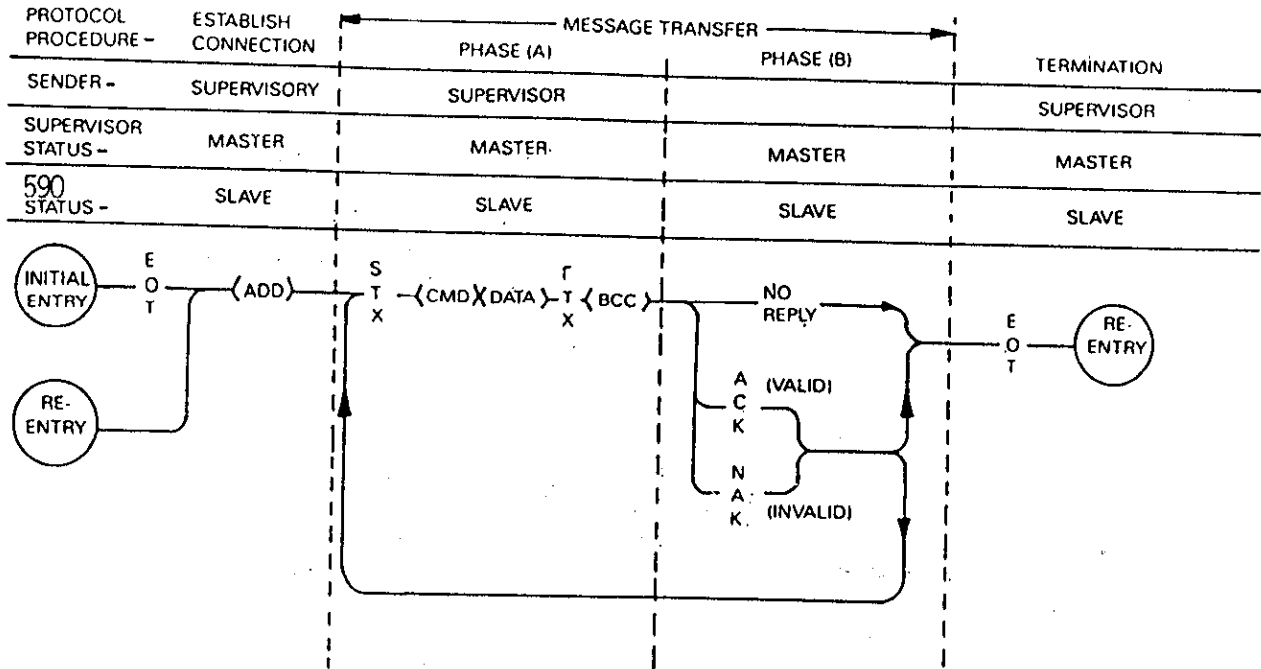 PROTOCOL PROCEDURE –
ESTABLISH CONNECTION
MESSAGE TRANSFER
PHASE (A)
PHASE (B)
TERMINATION
SENDER –
SUPERVISORY
SUPERVISOR
SUPERVISOR
SUPERVISOR STATUS –
MASTER
MASTER
MASTER
MASTER
590 STATUS –
SLAVE
SLAVE
SLAVE
SLAVE
INITIAL ENTRY
EOT
(ADD)
STX
(CMD)(DATA)
ΓTX
(BCC)
NO REPLY
EOT
RE-ENTRY
RE-ENTRY
ACK (VALID)
NAK (INVALID)